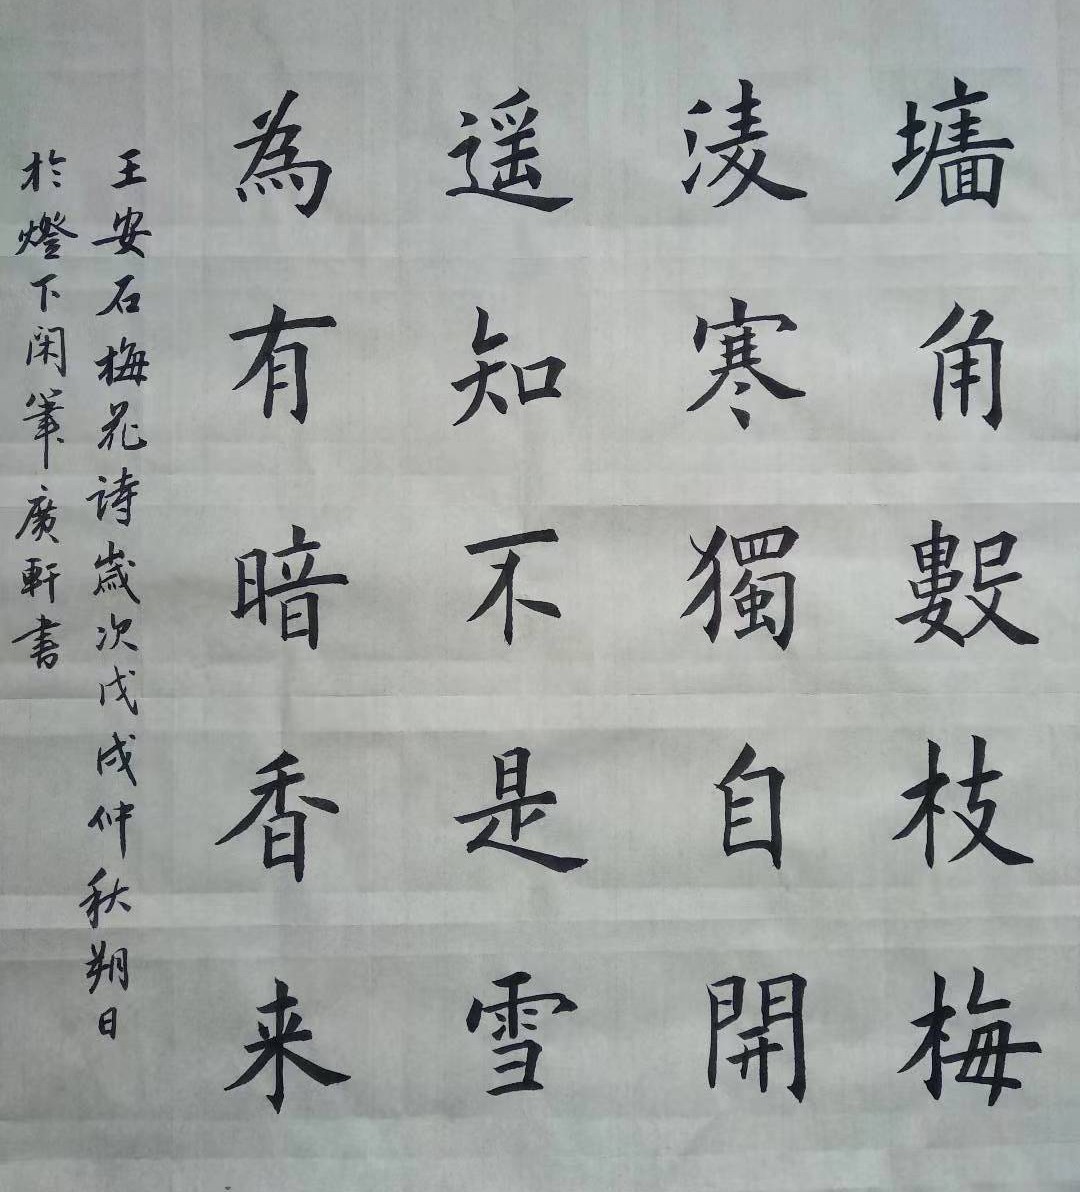 墻角數枝梅
淩寒獨自開
遥知不是雪
為有暗香来
王安石梅花诗歲次戊戌仲秋朔日
於燈下闲筆廣軒書